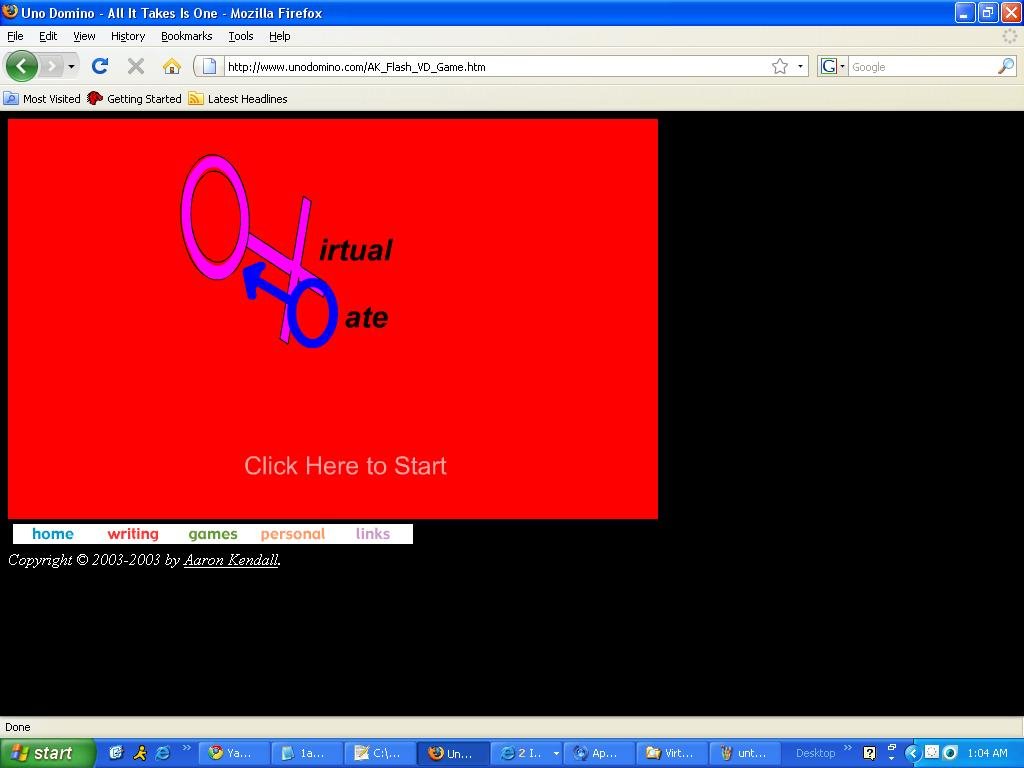 Uno Domino - All It Takes Is One - Mozilla Firefox
File Edit View History Bookmarks Tools Help
http://www.unodomino.com/AK_Flash_VD_Game.htm
G Google
Most Visited Getting Started Latest Headlines
irtual
ate
Click Here to Start
home writing games personal links
Copyright © 2003-2003 by Aaron Kendall.
Done
start Ya... 1a... C:\... Un... 2 I... Ap... Virt... unt... Desktop 1:04 AM